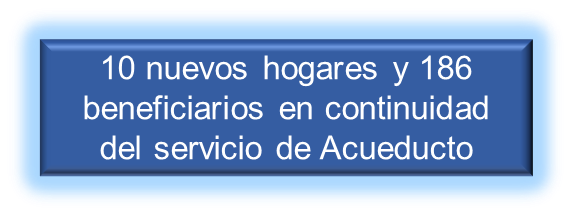 10 nuevos hogares y 186
beneficiarios en continuidad
del servicio de Acueducto